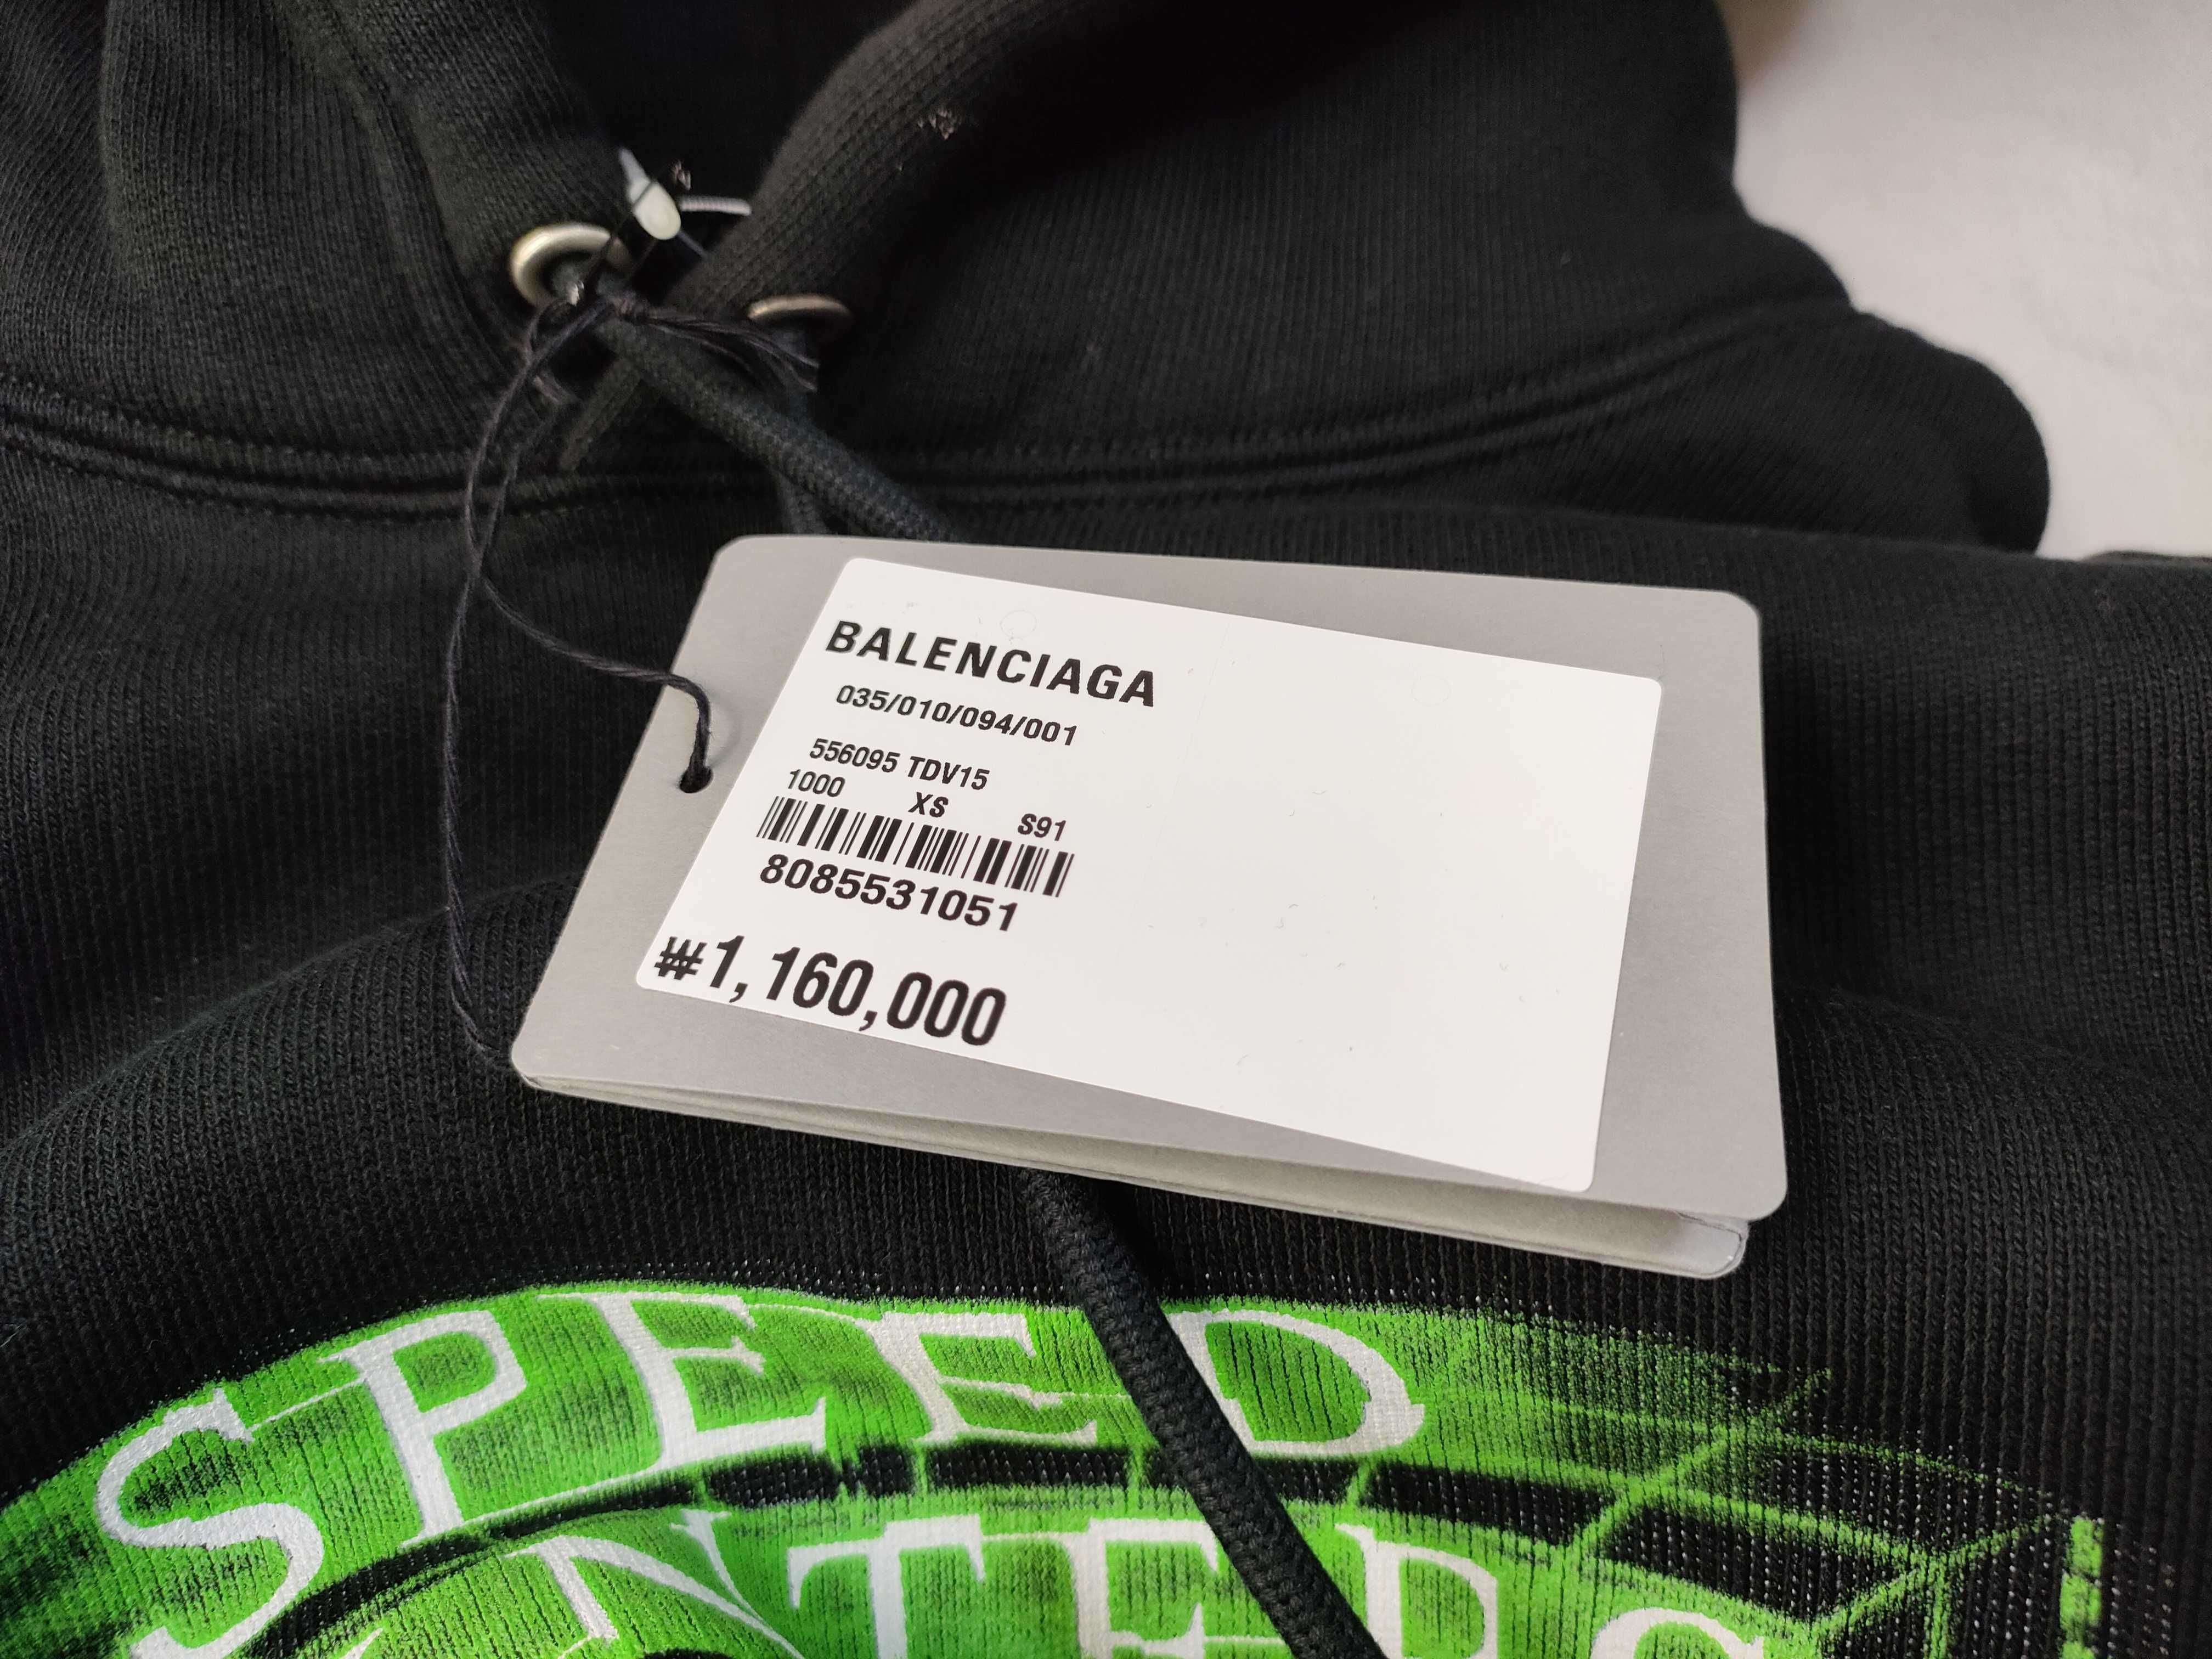 BALENCIAGA
035/010/094/001
556095 TDV15
1000 XS S91
8085531051
₩1,160,000
SPEED